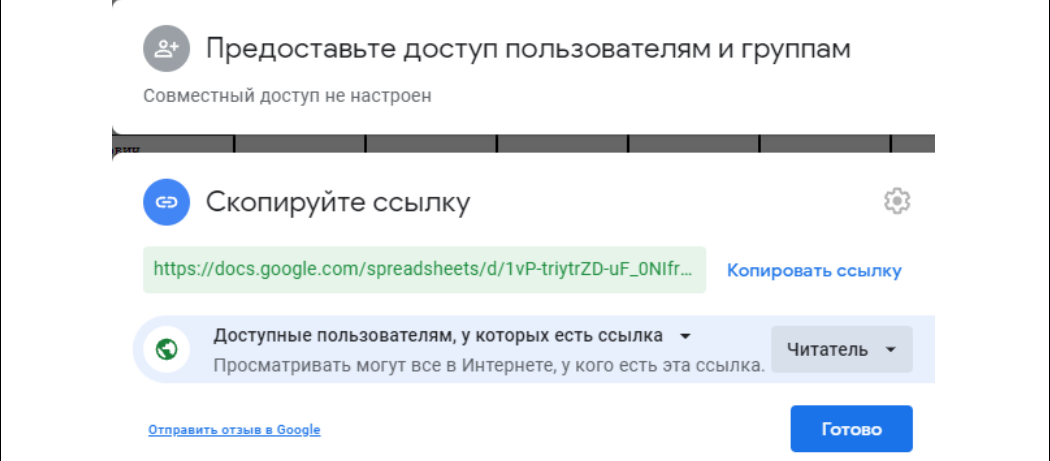 Предоставьте доступ пользователям и группам
Совместный доступ не настроен
Скопируйте ссылку
https://docs.google.com/spreadsheets/d/1vP-triytrZD-uF_0NIfr...
Копировать ссылку
Доступные пользователям, у которых есть ссылка
Просматривать могут все в Интернете, у кого есть эта ссылка.
Читатель
Отправить отзыв в Google
Готово